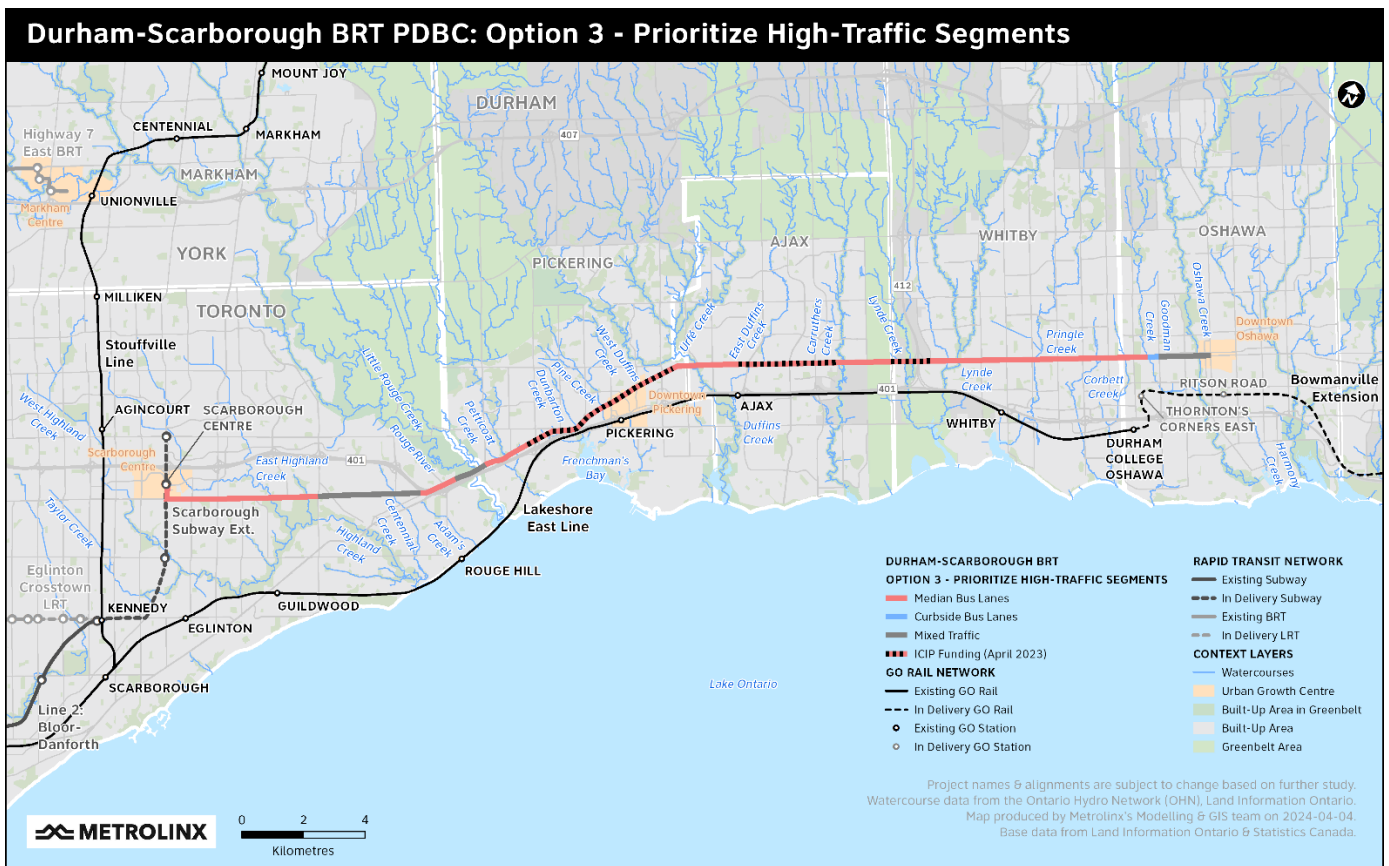 Durham-Scarborough BRT PDBC: Option 3 - Prioritize High-Traffic Segments
MOUNT JOY
DURHAM
CENTENNIAL
MARKHAM
407
Highway 7
East BRT
MARKHAM
UNIONVILLE
Markham
Centre
YORK
PICKERING
AJAX
WHITBY
OSHAWA
MILLIKEN
TORONTO
412
Stouffville
Line
Little Rouge Creek
Rouge River
Petticoat
Creek
Dunbarton
Creek
Pine Creek
West Duffins
Creek
Urfé Creek
East Duffins
Creek
Carruthers
Creek
Lynde Creek
Pringle
Creek
Goodman
Creek
Oshawa Creek
Downtown
Oshawa
West Highland
Creek
AGINCOURT
SCARBOROUGH
CENTRE
Scarborough
Centre
East Highland
Creek
401
Downtown
Pickering
PICKERING
AJAX
Duffins
Creek
401
Lynde
Creek
WHITBY
Corbett
Creek
RITSON ROAD
THORNTON'S
CORNERS EAST
DURHAM
COLLEGE
OSHAWA
Bowmanville
Extension
Harmony
Creek
Frenchman's
Bay
Taylor Creek
Scarborough
Subway Ext.
Highland
Creek
Centennial
Creek
Adam's
Creek
Lakeshore
East Line
Eglinton
Crosstown
LRT
KENNEDY
EGLINTON
GUILDWOOD
ROUGE HILL
SCARBOROUGH
Line 2:
Bloor-
Danforth
Lake Ontario
DURHAM-SCARBOROUGH BRT
OPTION 3 - PRIORITIZE HIGH-TRAFFIC SEGMENTS
Median Bus Lanes
Curbside Bus Lanes
Mixed Traffic
ICIP Funding (April 2023)
GO RAIL NETWORK
Existing GO Rail
In Delivery GO Rail
Existing GO Station
In Delivery GO Station
RAPID TRANSIT NETWORK
Existing Subway
In Delivery Subway
Existing BRT
In Delivery LRT
CONTEXT LAYERS
Watercourses
Urban Growth Centre
Built-Up Area in Greenbelt
Built-Up Area
Greenbelt Area
Project names & alignments are subject to change based on further study.
Watercourse data from the Ontario Hydro Network (OHN), Land Information Ontario.
Map produced by Metrolinx's Modelling & GIS team on 2024-04-04.
Base data from Land Information Ontario & Statistics Canada.
METROLINX
0 2 4
Kilometres
N